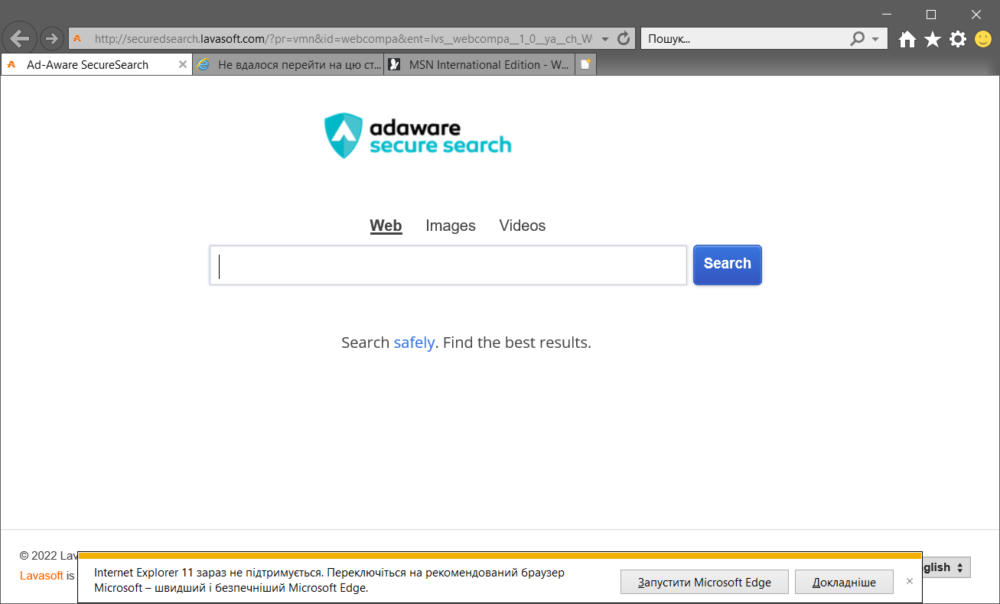 http://securedsearch.lavasoft.com/?pr=vmn&id=webcompa&ent=lvs__webcompa__1_0__ya__ch_W
Пошук...
Ad-Aware SecureSearch
Не вдалося перейти на цю ст...
MSN International Edition - W...
adaware
secure search
Web Images Videos
Search
Search safely. Find the best results.
© 2022 Lav
Lavasoft is
glish
Internet Explorer 11 зараз не підтримується. Переключіться на рекомендований браузер
Microsoft – швидший і безпечніший Microsoft Edge.
Запустити Microsoft Edge
Докладніше